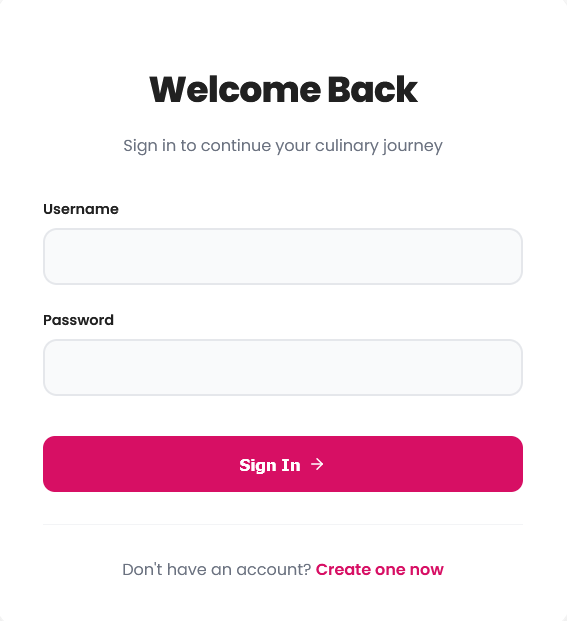 Welcome Back
Sign in to continue your culinary journey
Username
Password
Sign In →
Don't have an account? Create one now